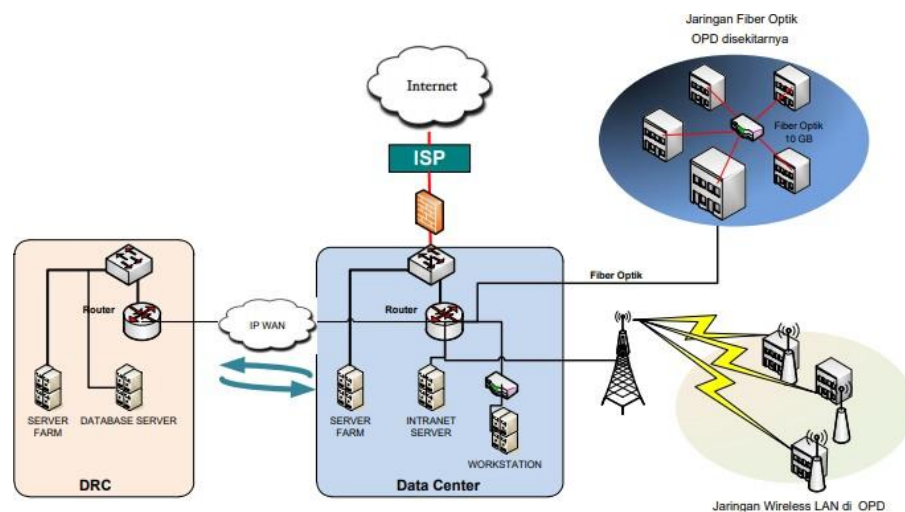 Jaringan Fiber Optik
OPD disekitarnya
Internet
ISP
Fiber Optik
10 GB
Fiber Optik
Router
IP WAN
Router
SERVER
FARM
DATABASE SERVER
SERVER
FARM
INTRANET
SERVER
WORKSTATION
DRC
Data Center
Jaringan Wireless LAN di OPD